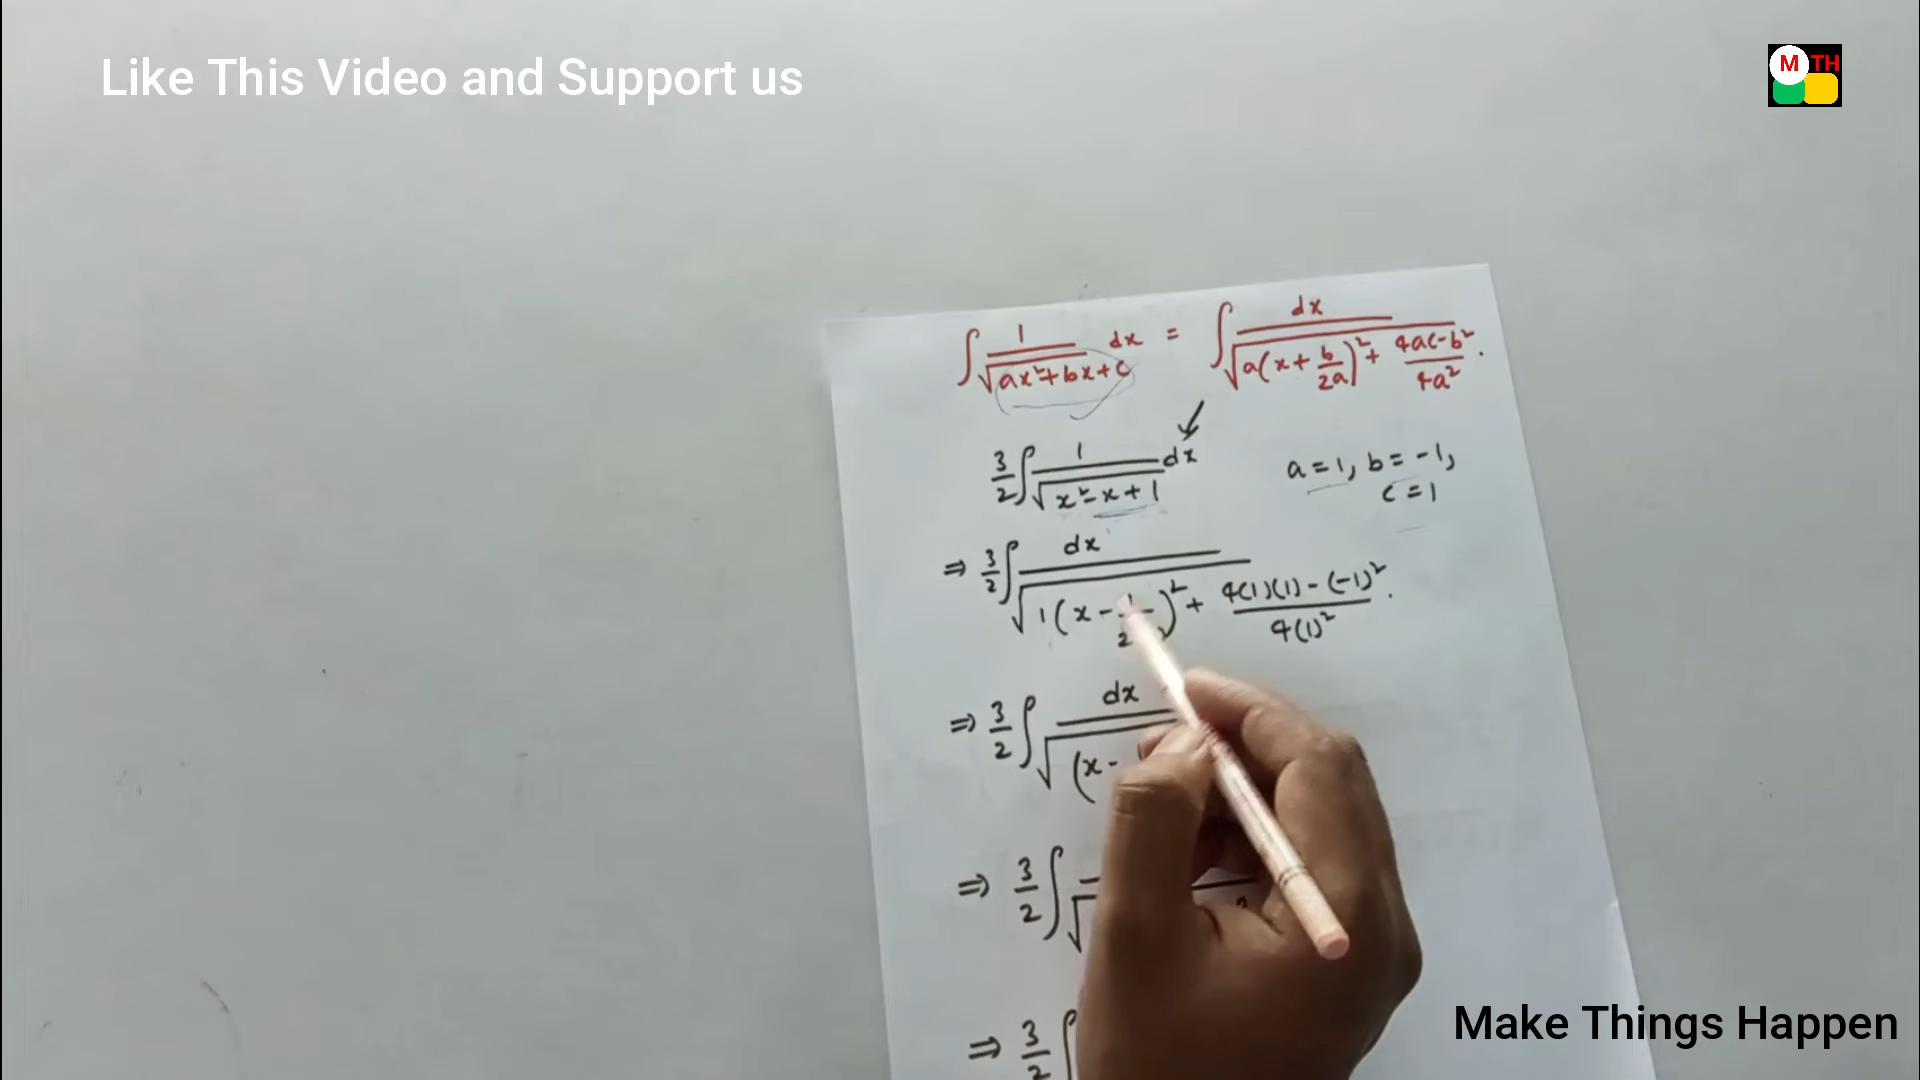 Like This Video and Support us
M TH
∫ 1/√(ax²+bx+c) dx = ∫ dx/√(a(x+b/2a)²+ (4ac-b²)/4a²).
3/2 ∫ 1/√(x²-x+1) dx
a=1, b=-1,
c=1
⇒ 3/2 ∫ dx/√(1(x-1/2)²+ (4(1)(1)-(-1)²)/4(1)²).
⇒ 3/2 ∫ dx/√(x-
⇒ 3/2 ∫ √
⇒ 3/2 ∫
Make Things Happen